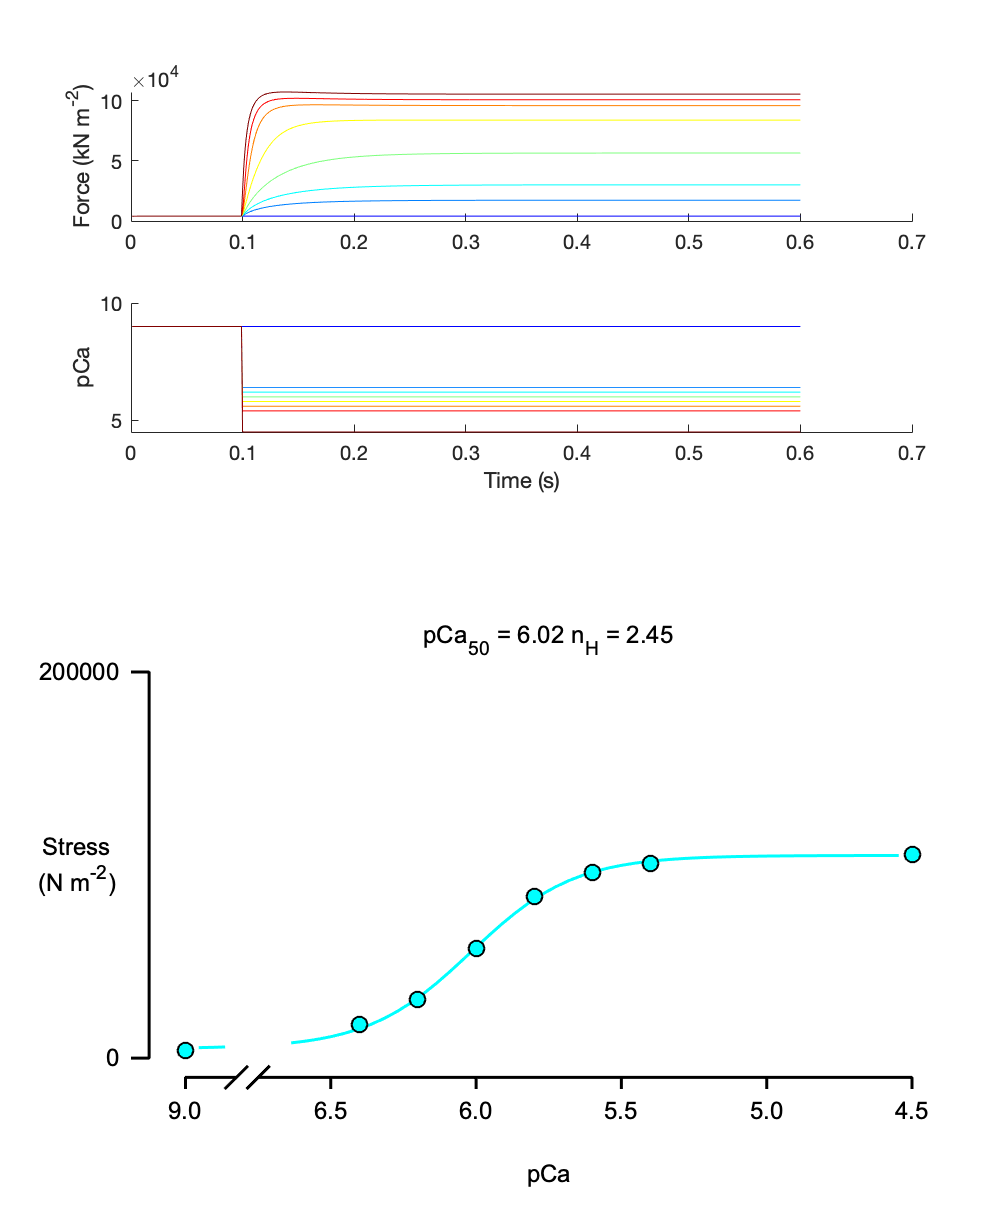 ×10⁴
10
5
0
Force (kN m⁻²)
0 0.1 0.2 0.3 0.4 0.5 0.6 0.7
10
5
pCa
0 0.1 0.2 0.3 0.4 0.5 0.6 0.7
Time (s)
pCa₅₀ = 6.02 n_H = 2.45
200000
Stress
(N m⁻²)
0
9.0 6.5 6.0 5.5 5.0 4.5
pCa